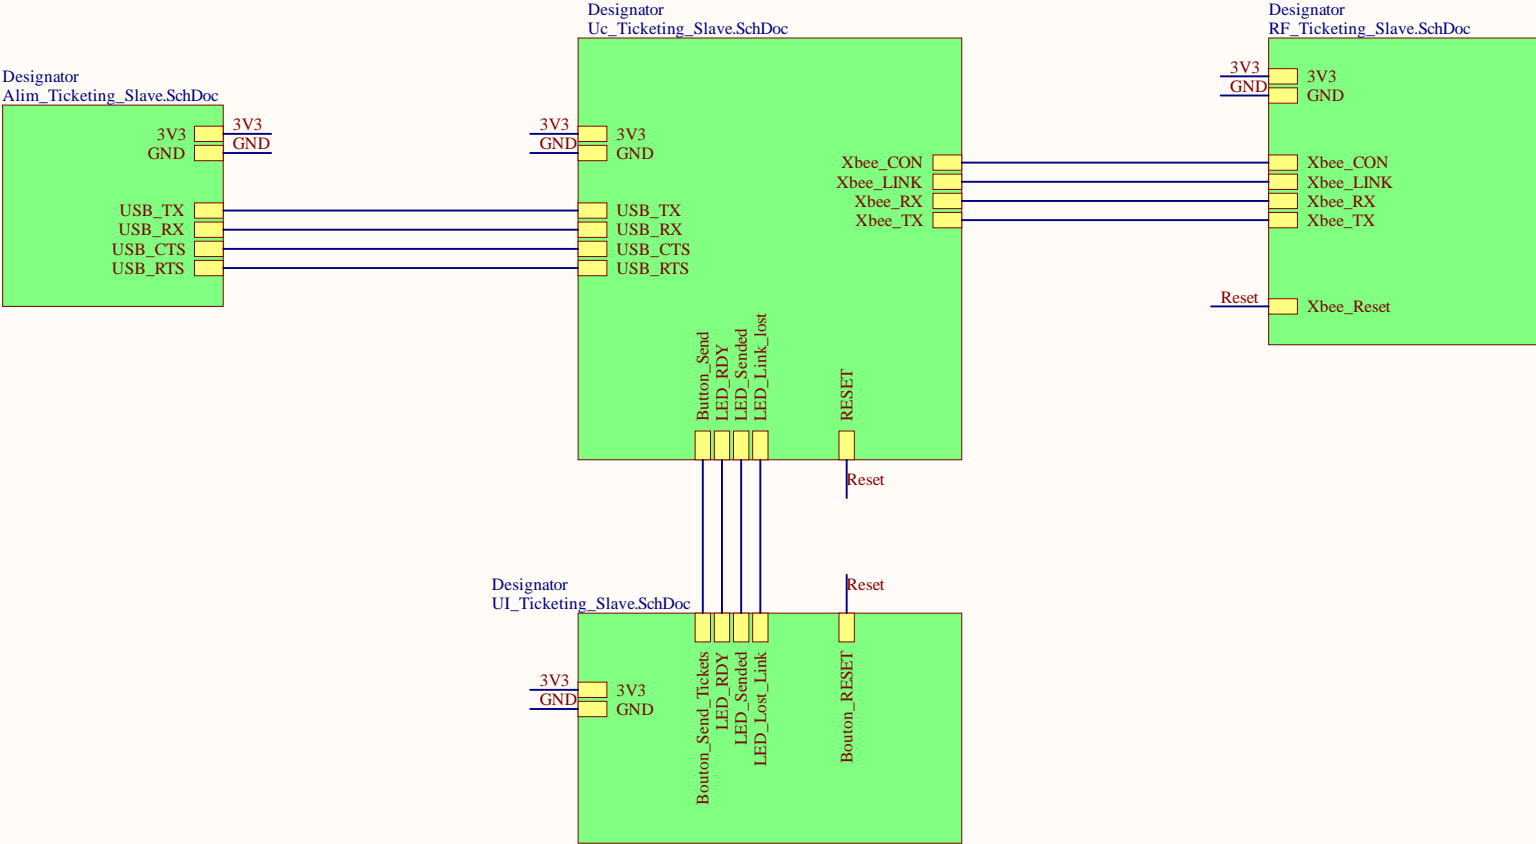 Designator
Alim_Ticketing_Slave.SchDoc
3V3
GND
3V3
GND
USB_TX
USB_RX
USB_CTS
USB_RTS
Designator
Uc_Ticketing_Slave.SchDoc
3V3
GND
3V3
GND
USB_TX
USB_RX
USB_CTS
USB_RTS
Xbee_CON
Xbee_LINK
Xbee_RX
Xbee_TX
Button_Send
LED_RDY
LED_Sended
LED_Link_lost
RESET
Reset
Designator
RF_Ticketing_Slave.SchDoc
3V3
GND
3V3
GND
Xbee_CON
Xbee_LINK
Xbee_RX
Xbee_TX
Reset
Xbee_Reset
Designator
UI_Ticketing_Slave.SchDoc
Reset
3V3
GND
3V3
GND
Bouton_Send_Tickets
LED_RDY
LED_Sended
LED_Lost_Link
Bouton_RESET